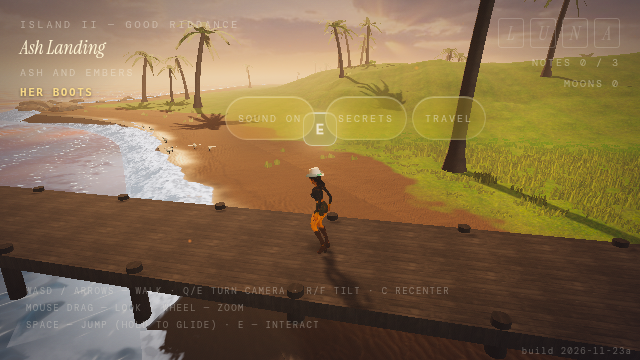 ISLAND II — GOOD RIDDANCE
Ash Landing
ASH AND EMBERS
HER BOOTS
LUNA
NOTES 0 / 3
MOONS 0
SOUND ON
SECRETS
TRAVEL
E
WASD / ARROWS — WALK · Q/E TURN CAMERA · R/F TILT · C RECENTER
MOUSE DRAG — LOOK · WHEEL — ZOOM
SPACE — JUMP (HOLD TO GLIDE) · E — INTERACT
build 2026-11-23a